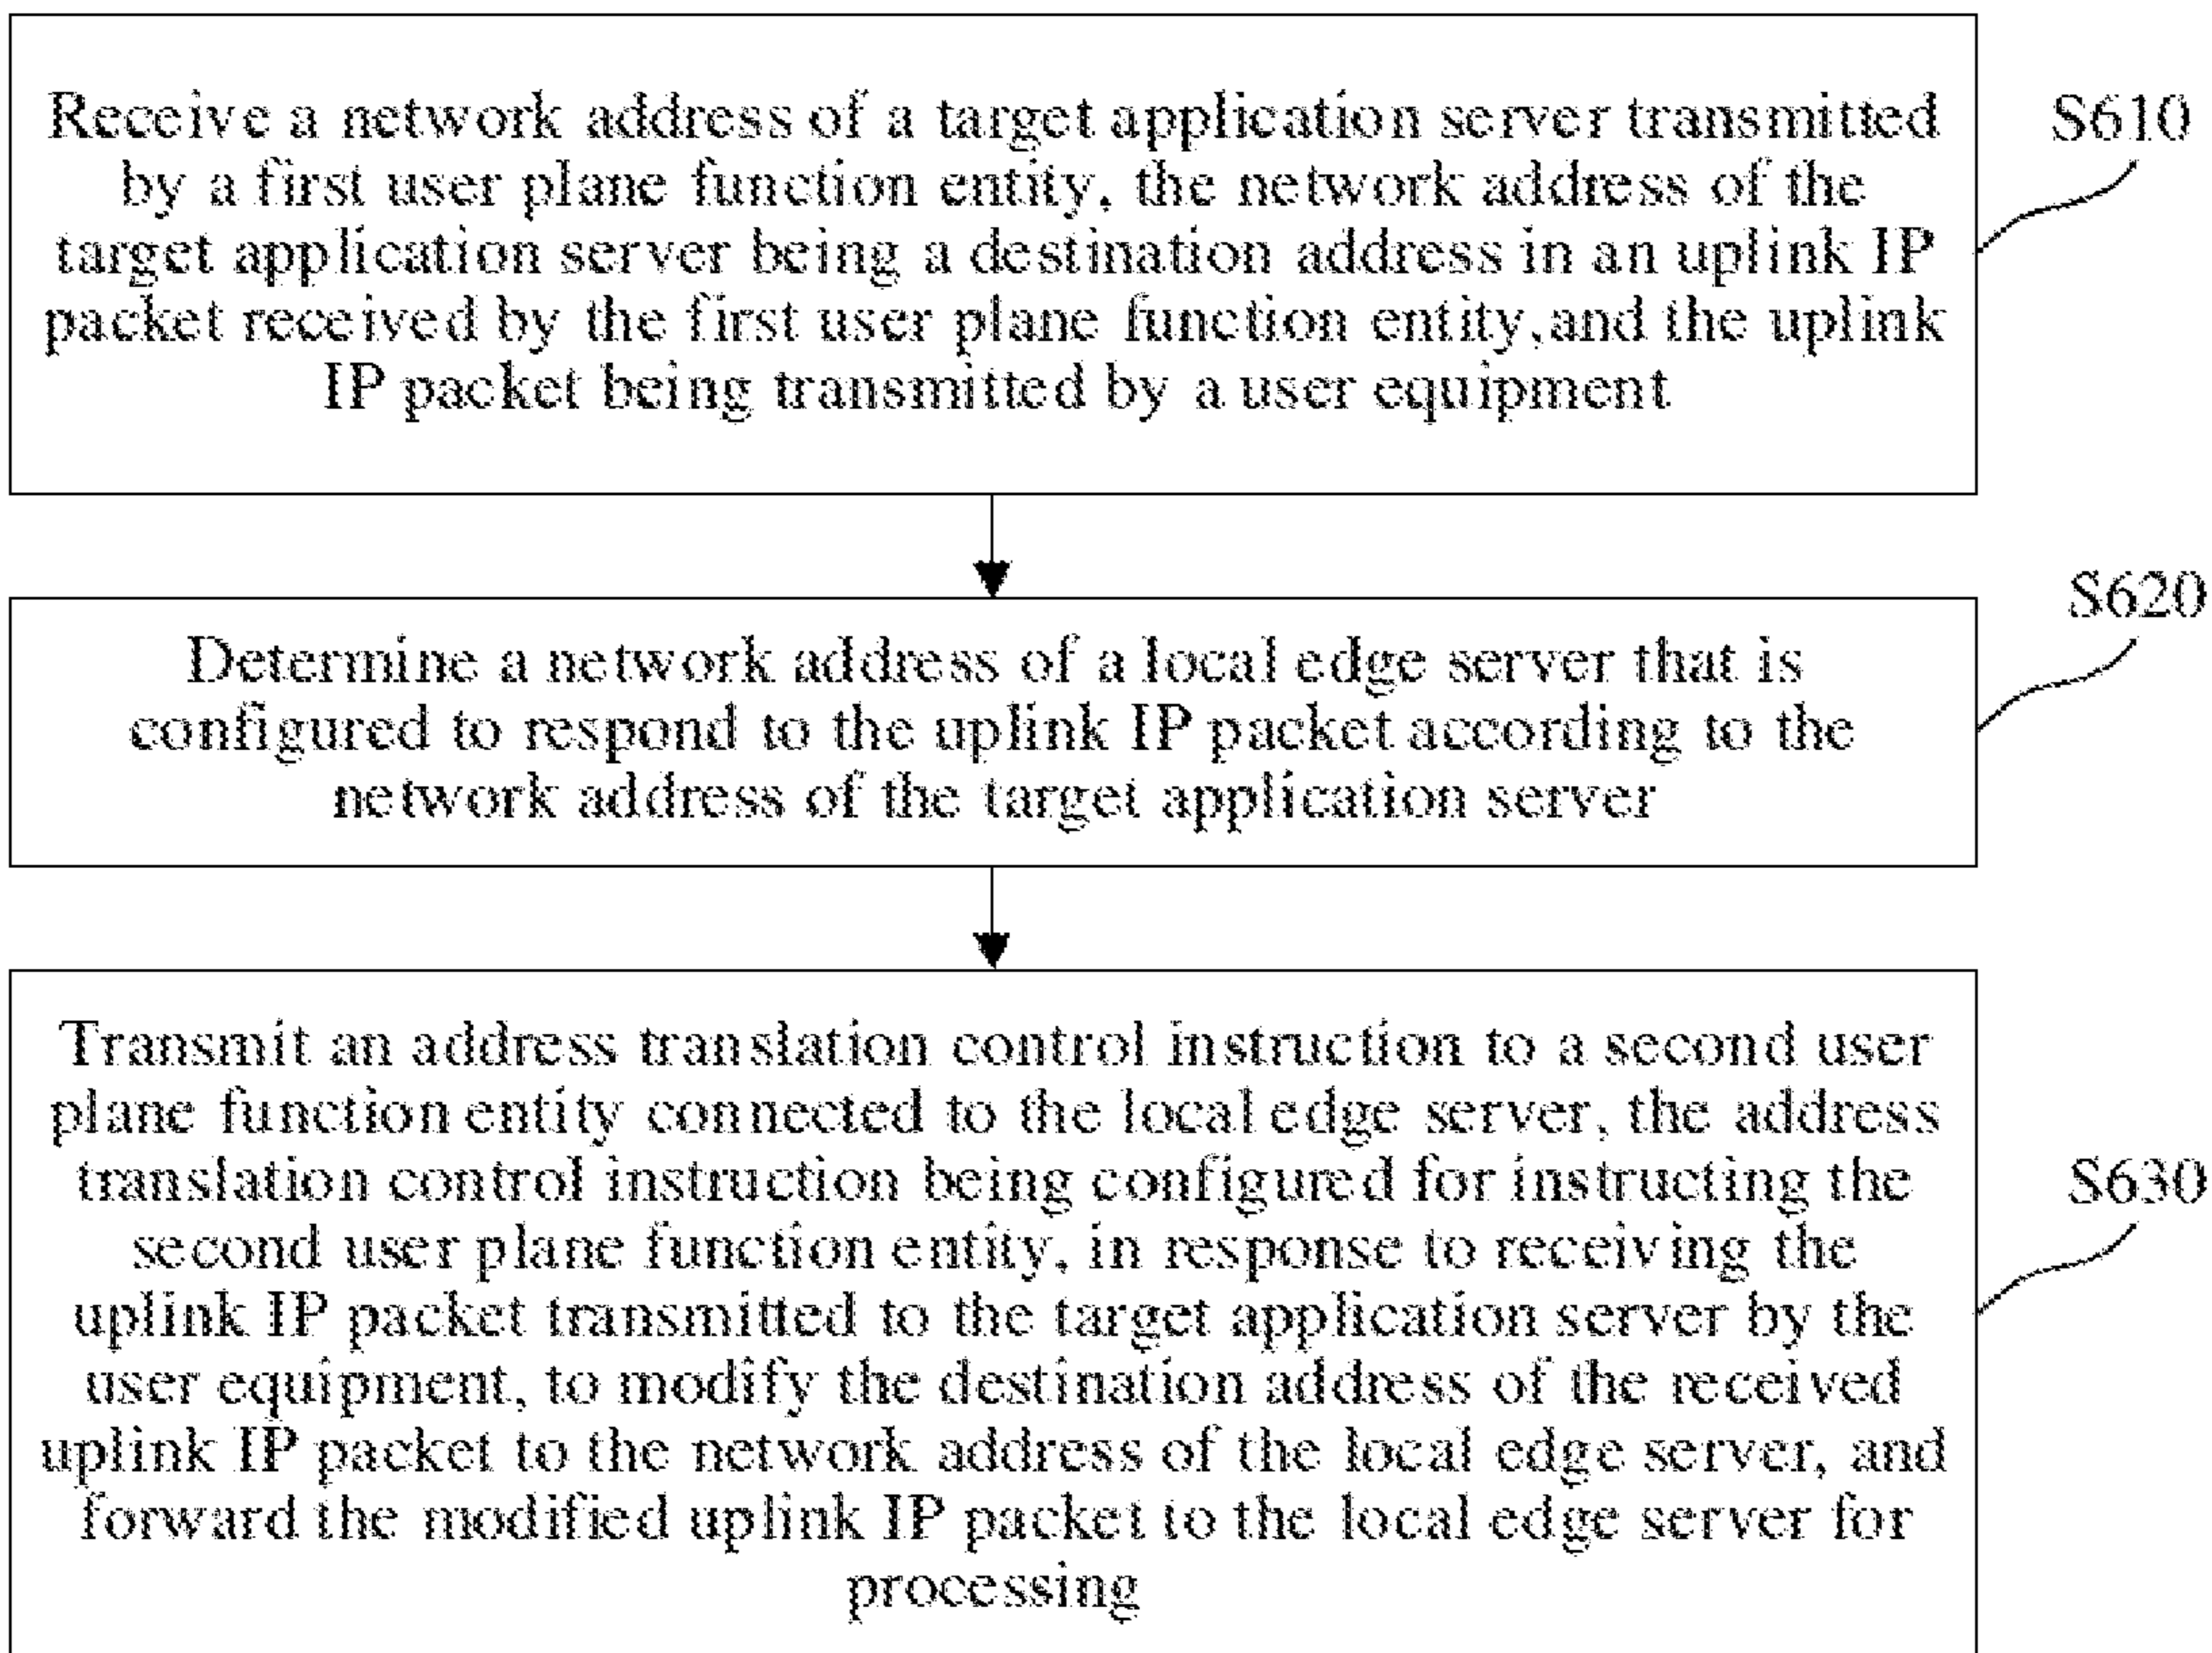 Receive a network address of a target application server transmitted
by a first user plane function entity, the network address of the
target application server being a destination address in an uplink IP
packet received by the first user plane function entity,and the uplink
IP packet being transmitted by a user equipment
S610
Determine a network address of a local edge server that is
configured to respond to the uplink IP packet according to the
network address of the target application server
S620
Transmit an address translation control instruction to a second user
plane function entity connected to the local edge server, the address
translation control instruction being configured for instructing the
second user plane function entity, in response to receiving the
uplink IP packet transmitted to the target application server by the
user equipment, to modify the destination address of the received
uplink IP packet to the network address of the local edge server, and
forward the modified uplink IP packet to the local edge server for
processing
S630